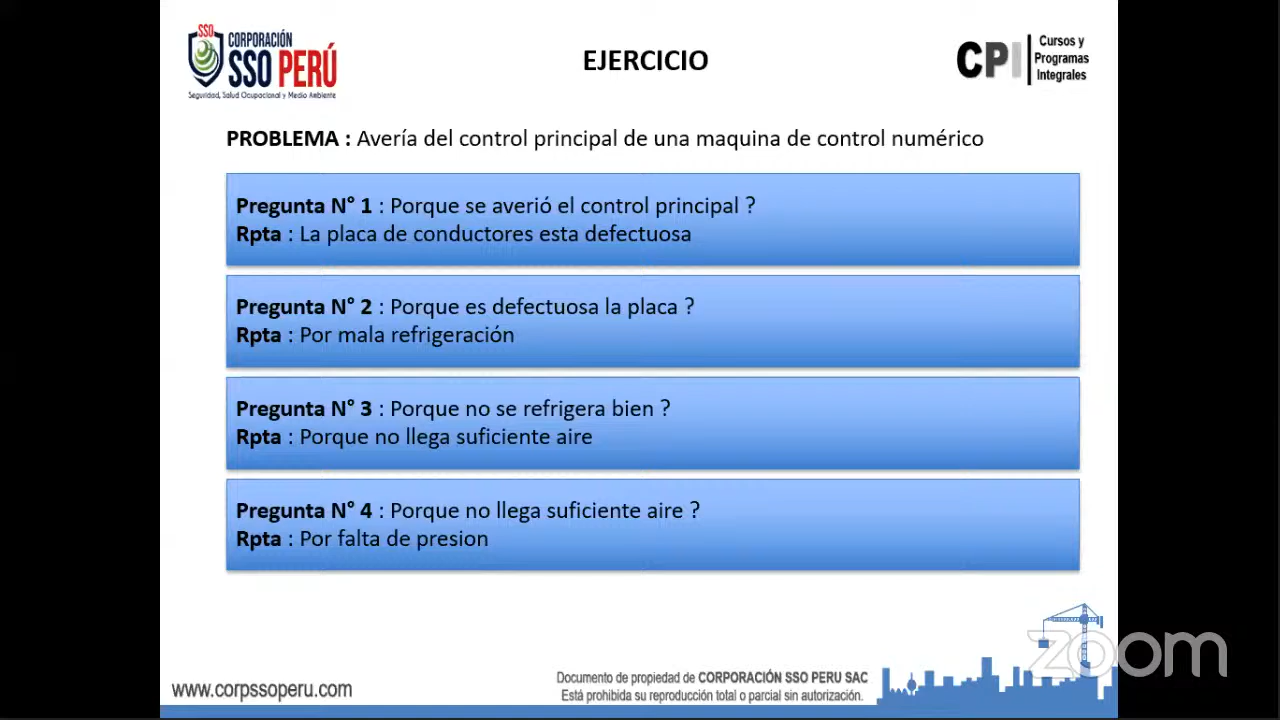 SSO
CORPORACIÓN
SSO PERÚ
Seguridad, Salud Ocupacional y Medio Ambiente
EJERCICIO
CPI
Cursos y
Programas
Integrales
PROBLEMA : Avería del control principal de una maquina de control numérico
Pregunta N° 1 : Porque se averió el control principal ?
Rpta : La placa de conductores esta defectuosa
Pregunta N° 2 : Porque es defectuosa la placa ?
Rpta : Por mala refrigeración
Pregunta N° 3 : Porque no se refrigera bien ?
Rpta : Porque no llega suficiente aire
Pregunta N° 4 : Porque no llega suficiente aire ?
Rpta : Por falta de presion
www.corpssoperu.com
Documento de propiedad de CORPORACIÓN SSO PERU SAC
Está prohibida su reproducción total o parcial sin autorización.
zoom